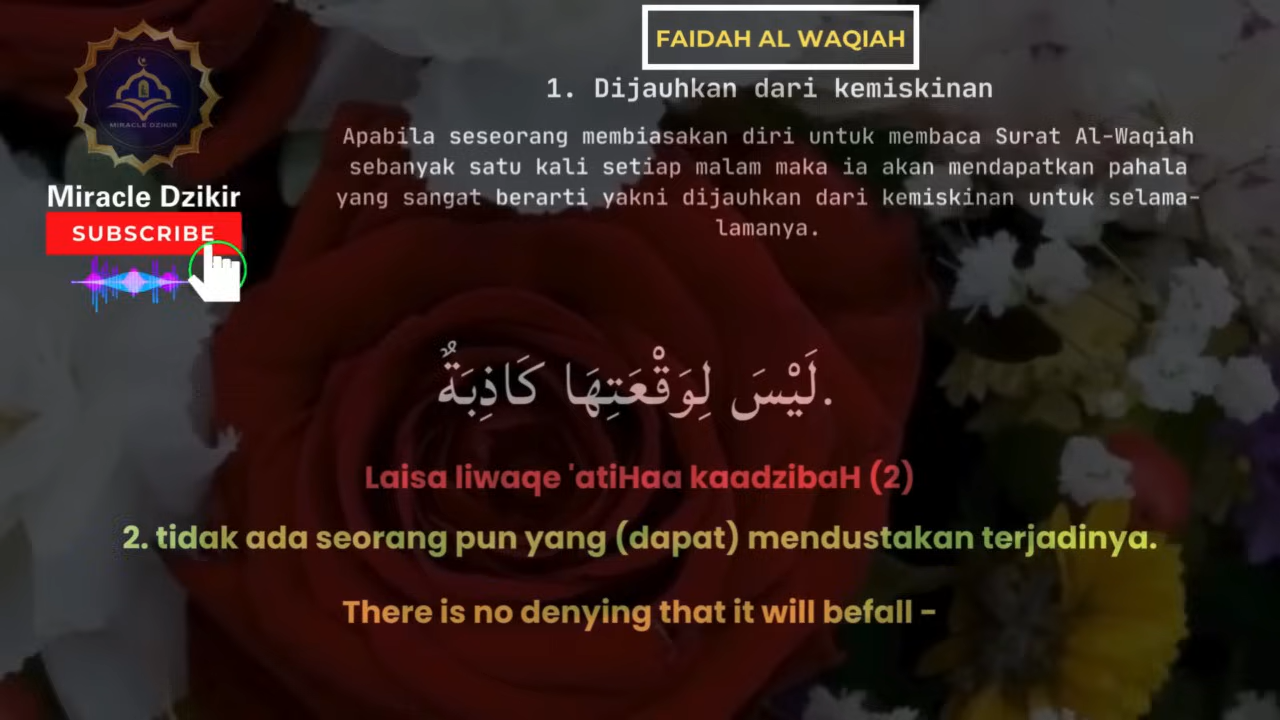 FAIDAH AL WAQIAH
1. Dijauhkan dari kemiskinan
Apabila seseorang membiasakan diri untuk membaca Surat Al-Waqiah
sebanyak satu kali setiap malam maka ia akan mendapatkan pahala
yang sangat berarti yakni dijauhkan dari kemiskinan untuk selama-
lamanya.
MIRACLE DZIKIR
Miracle Dzikir
SUBSCRIBE
لَيْسَ لِوَقْعَتِهَا كَاذِبَةٌ.
Laisa liwaqe 'atiHaa kaadzibaH (2)
2. tidak ada seorang pun yang (dapat) mendustakan terjadinya.
There is no denying that it will befall –